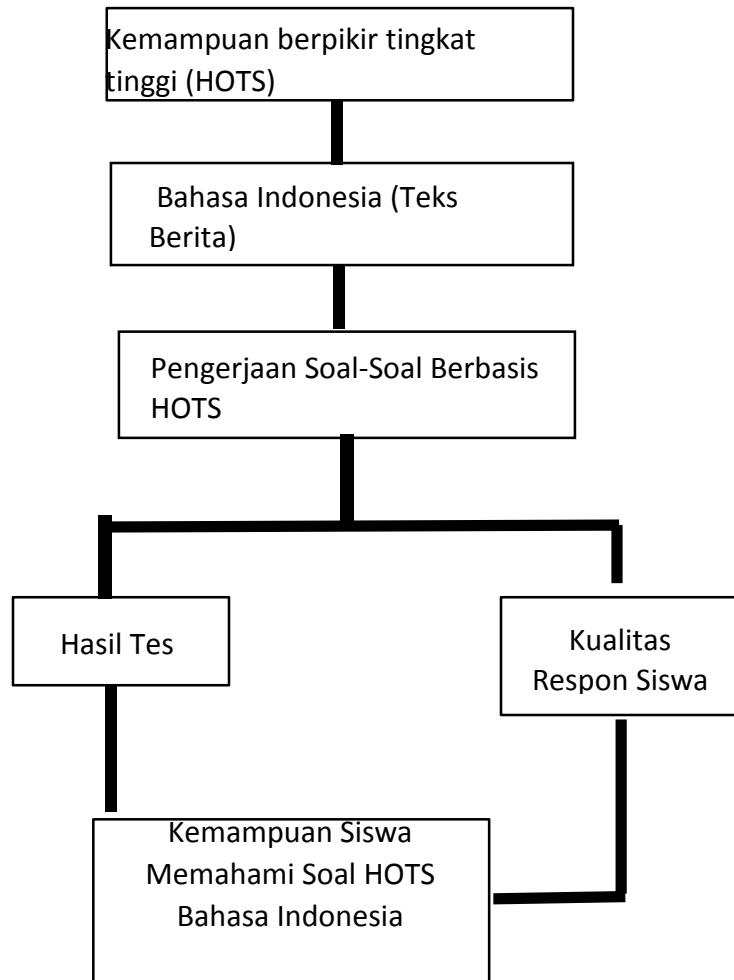 Kemampuan berpikir tingkat
tinggi (HOTS)
Bahasa Indonesia (Teks
Berita)
Pengerjaan Soal-Soal Berbasis
HOTS
Hasil Tes
Kualitas
Respon Siswa
Kemampuan Siswa
Memahami Soal HOTS
Bahasa Indonesia